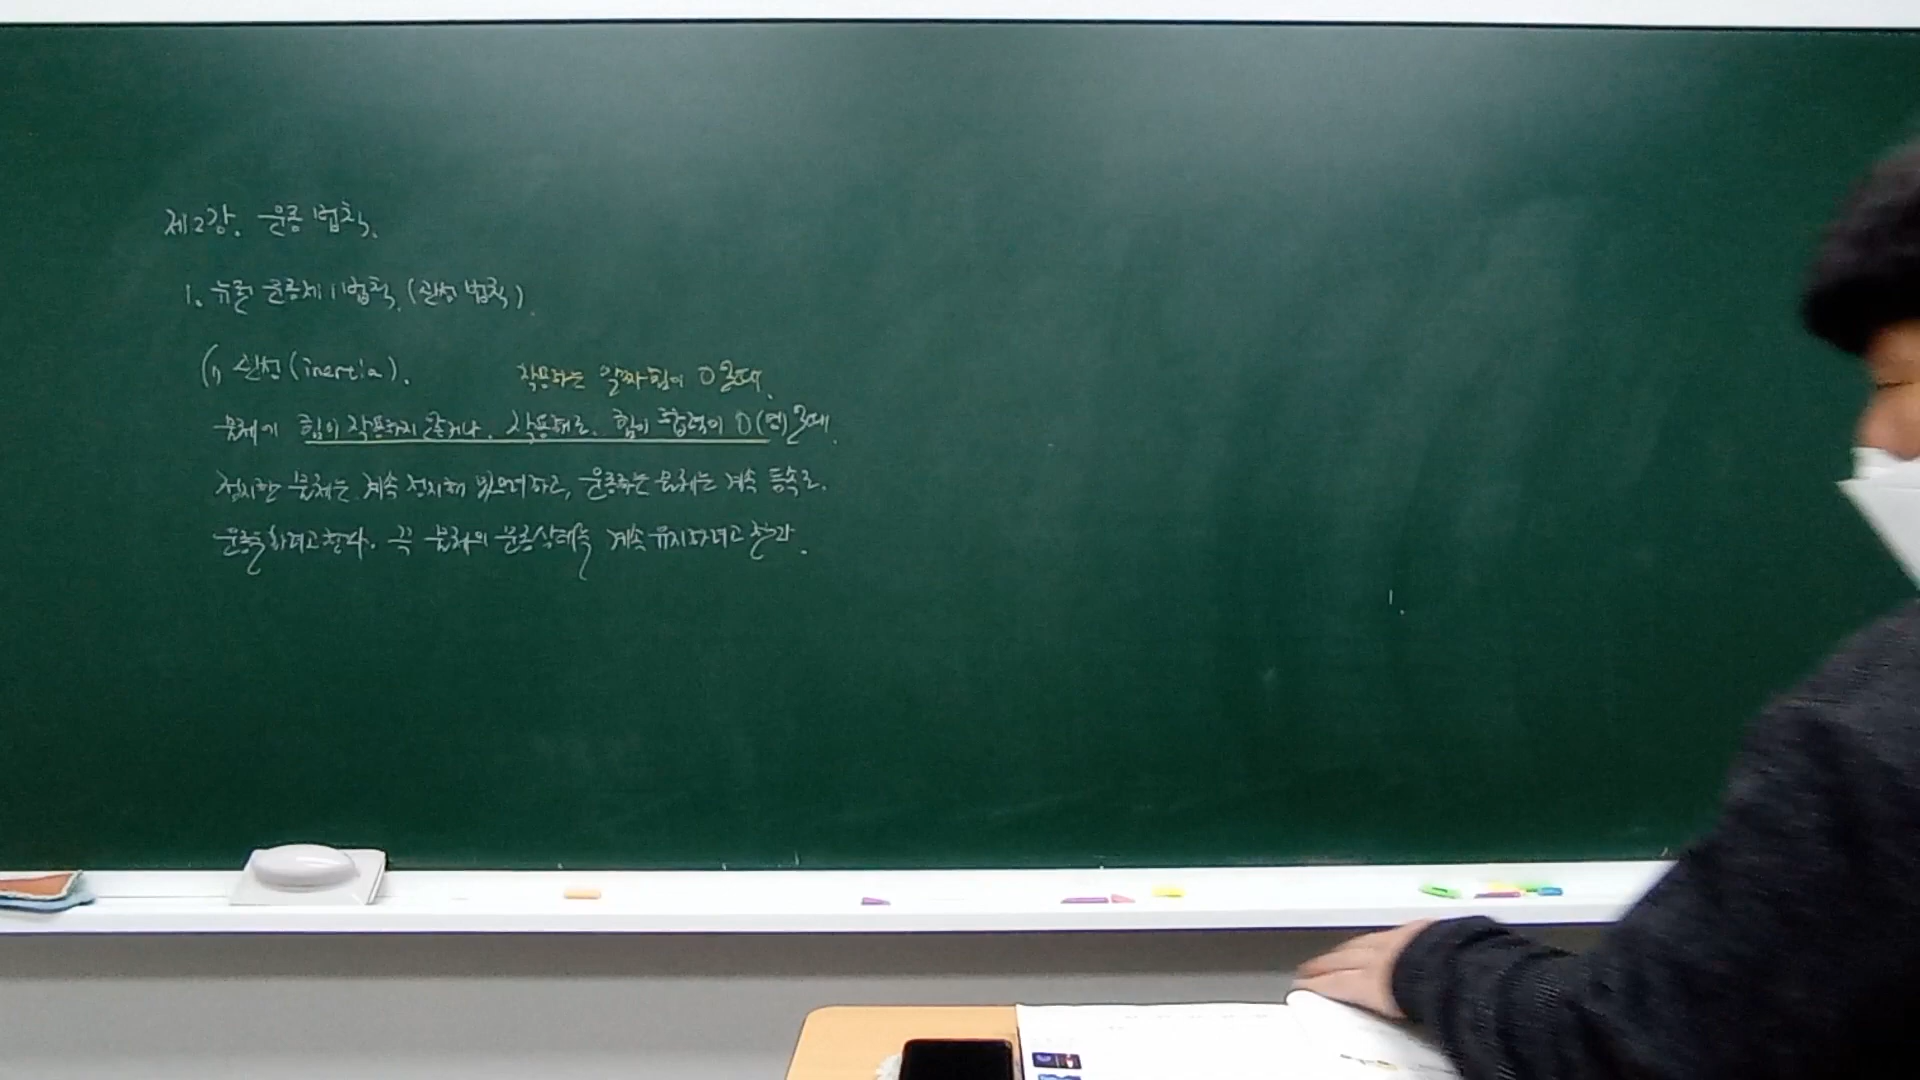 제2강. 운동 법칙.
1. 뉴턴 운동 제1법칙. (관성 법칙).
(1) 관성 (inertia).
작용하는 알짜힘이 0일때.
물체에 힘이 작용하지 않거나, 작용해도, 힘의 합력이 0(영)일때.
정지한 물체는 계속 정지해 있으려하고, 운동하는 물체는 계속 등속도.
운동을 하려고 한다. 곧 물체의 운동상태를 계속 유지하려고 한다.
1.